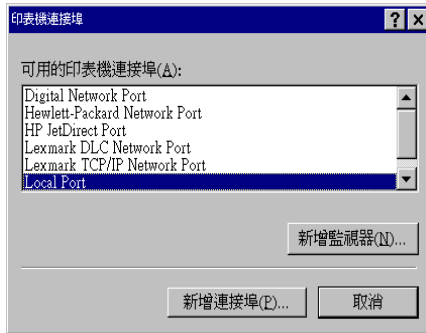 印表機連接埠
可用的印表機連接埠(A):
Digital Network Port
Hewlett-Packard Network Port
HP JetDirect Port
Lexmark DLC Network Port
Lexmark TCP/IP Network Port
Local Port
新增監視器(N)...
新增連接埠(P)... 取消